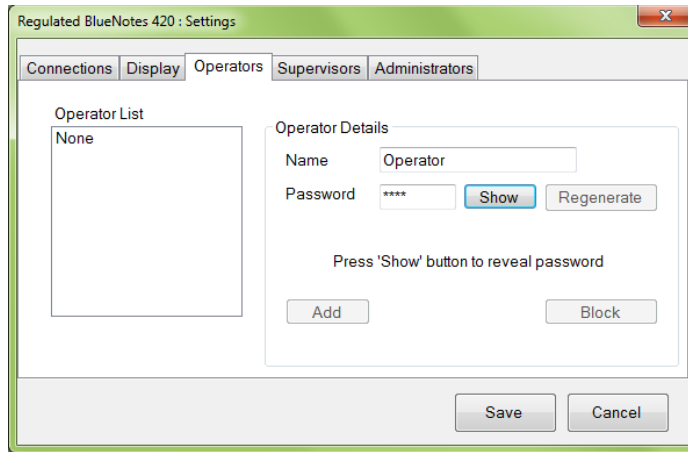 Regulated BlueNotes 420 : Settings
x
Connections Display Operators Supervisors Administrators
Operator List
None
Operator Details
Name Operator
Password **** Show Regenerate
Press 'Show' button to reveal password
Add Block
Save Cancel